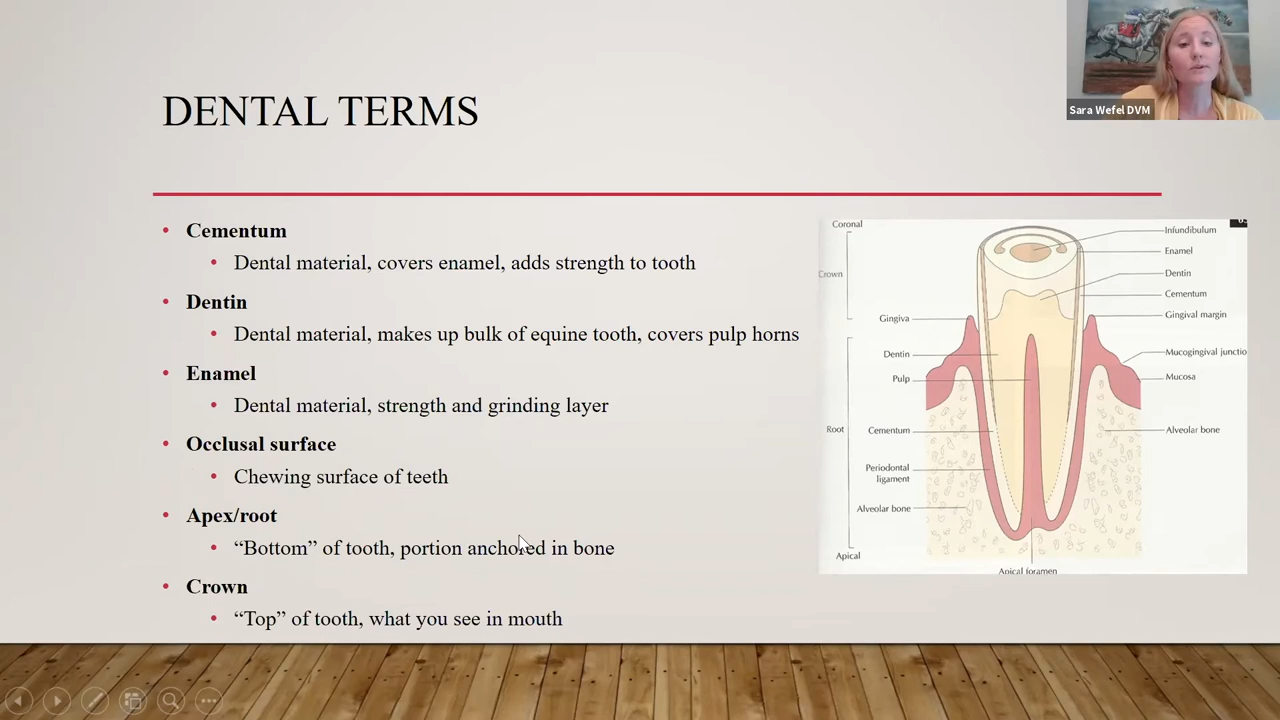 Sara Wefel DVM
DENTAL TERMS
• Cementum
• Dental material, covers enamel, adds strength to tooth
• Dentin
• Dental material, makes up bulk of equine tooth, covers pulp horns
• Enamel
• Dental material, strength and grinding layer
• Occlusal surface
• Chewing surface of teeth
• Apex/root
• “Bottom” of tooth, portion anchored in bone
• Crown
• “Top” of tooth, what you see in mouth
Coronal
Crown
Gingiva
Dentin
Pulp
Root
Cementum
Periodontal
ligament
Alveolar bone
Apical
Apical foramen
Infundibulum
Enamel
Dentin
Cementum
Gingival margin
Mucogingival junctio
Mucosa
Alveolar bone